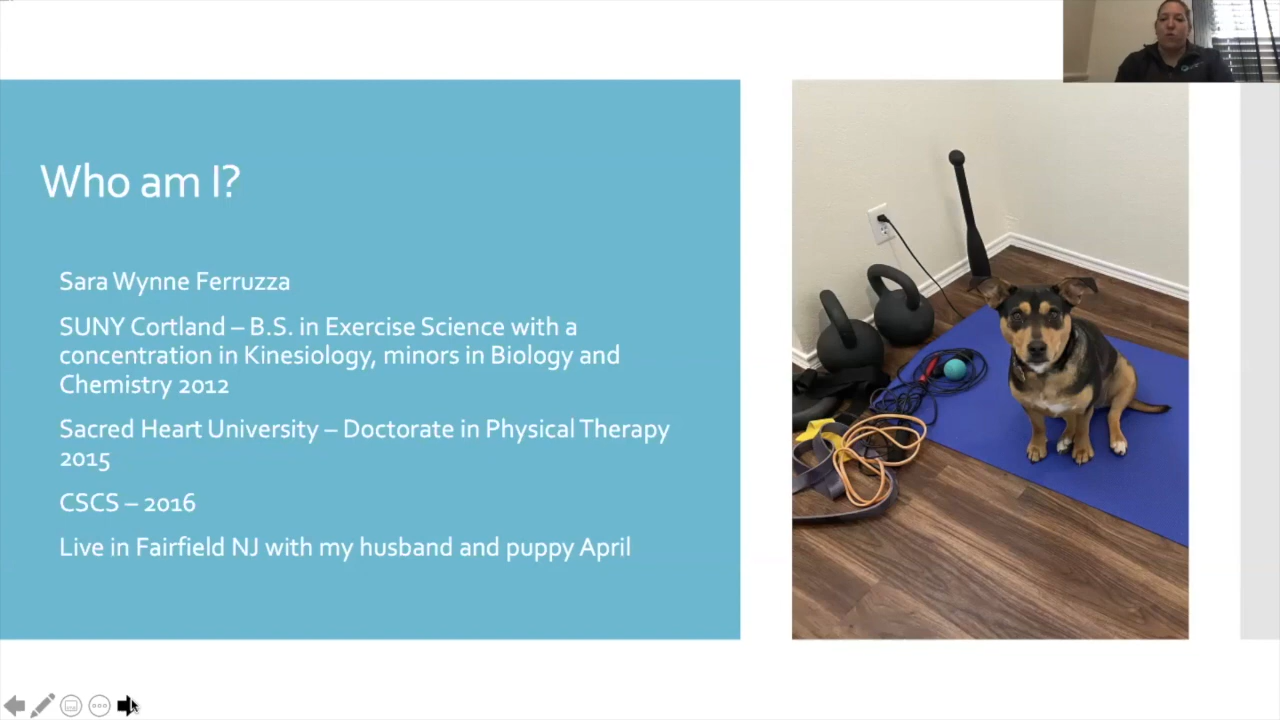 Who am I?
Sara Wynne Ferruzza
SUNY Cortland – B.S. in Exercise Science with a
concentration in Kinesiology, minors in Biology and
Chemistry 2012
Sacred Heart University – Doctorate in Physical Therapy
2015
CSCS – 2016
Live in Fairfield NJ with my husband and puppy April